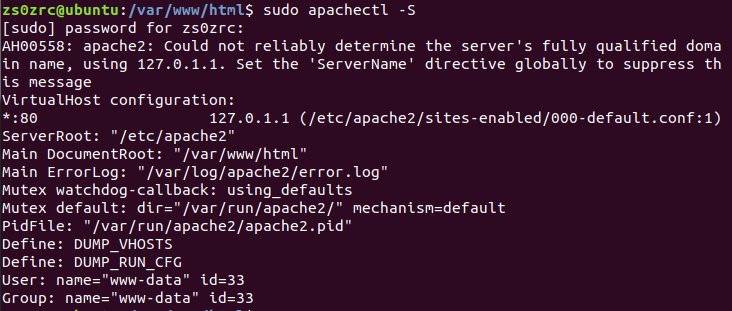 zs0zrc@ubuntu:/var/www/html$ sudo apachectl -S
[sudo] password for zs0zrc:
AH00558: apache2: Could not reliably determine the server's fully qualified doma
in name, using 127.0.1.1. Set the 'ServerName' directive globally to suppress th
is message
VirtualHost configuration:
*:80                   127.0.1.1 (/etc/apache2/sites-enabled/000-default.conf:1)
ServerRoot: "/etc/apache2"
Main DocumentRoot: "/var/www/html"
Main ErrorLog: "/var/log/apache2/error.log"
Mutex watchdog-callback: using_defaults
Mutex default: dir="/var/run/apache2/" mechanism=default
PidFile: "/var/run/apache2/apache2.pid"
Define: DUMP_VHOSTS
Define: DUMP_RUN_CFG
User: name="www-data" id=33
Group: name="www-data" id=33